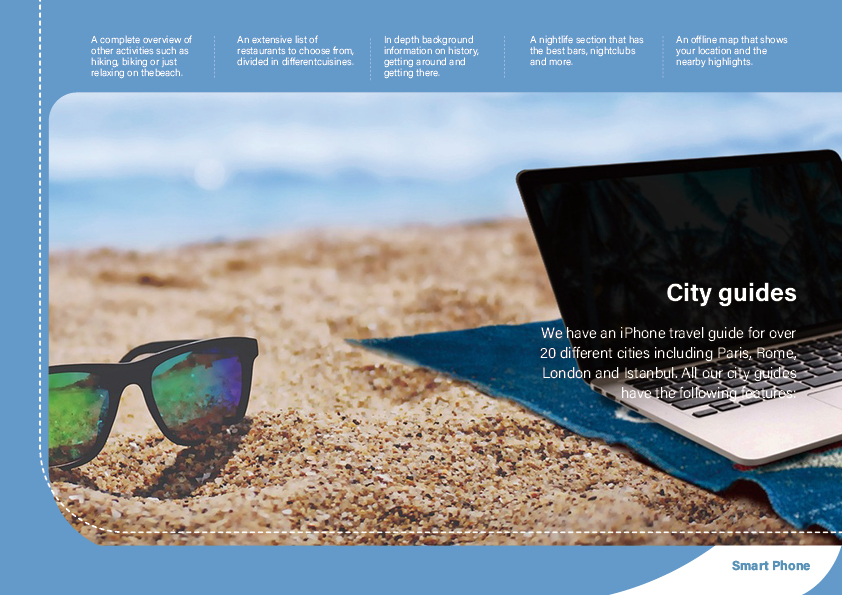 A complete overview of
other activities such as
hiking, biking or just
relaxing on thebeach.
An extensive list of
restaurants to choose from,
divided in differentcuisines.
In depth background
information on history,
getting around and
getting there.
A nightlife section that has
the best bars, nightclubs
and more.
An offline map that shows
your location and the
nearby highlights.
City guides
We have an iPhone travel guide for over
20 different cities including Paris, Rome,
London and Istanbul. All our city guides
have the following features:
Smart Phone